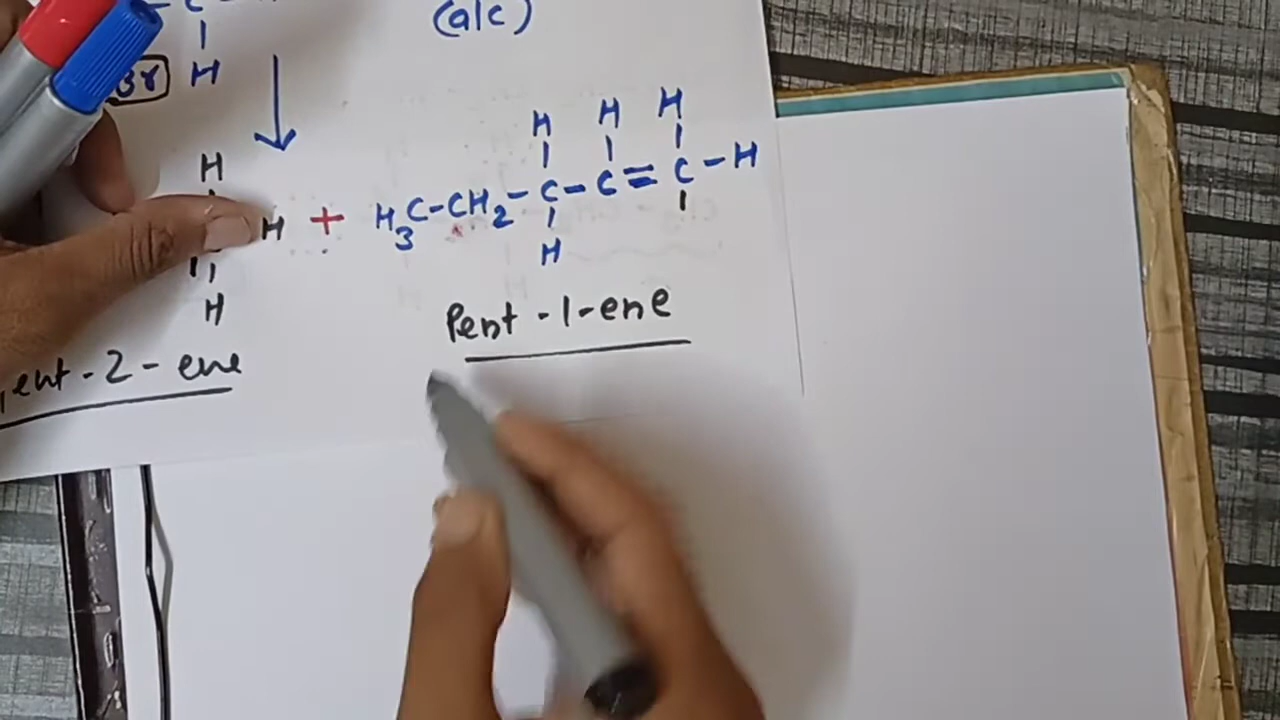 (alc)
Br H
H
H H H
H + H3C-CH2-C-C=C-H
H
H
Pent-1-ene
ent-2-ene